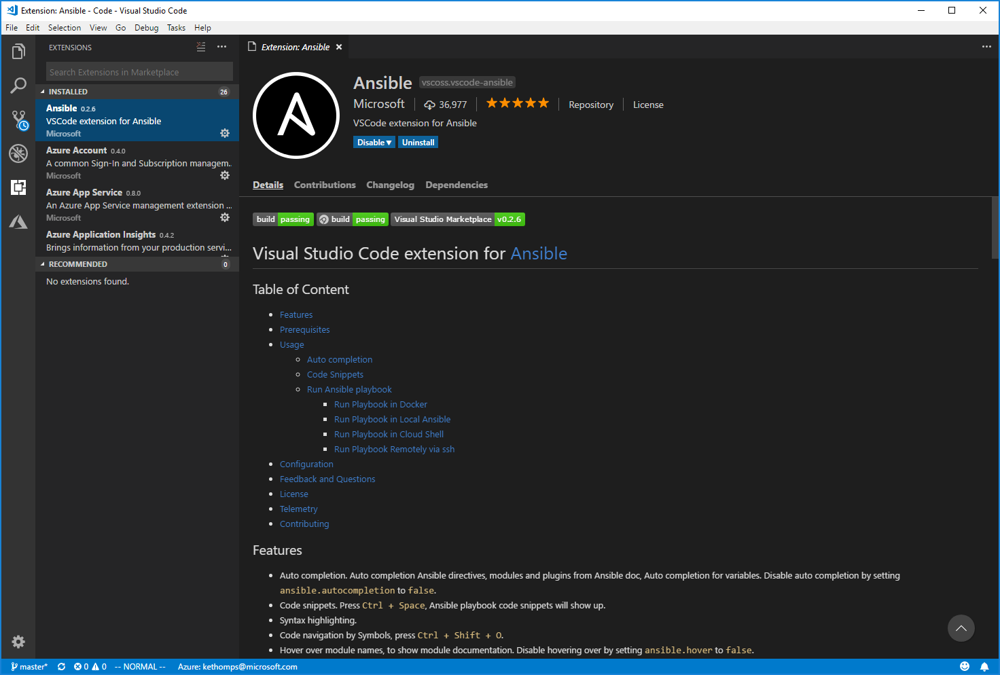 Extension: Ansible - Code - Visual Studio Code
File Edit Selection View Go Debug Tasks Help
EXTENSIONS
Search Extensions in Marketplace
INSTALLED 26
Ansible 0.2.6
VSCode extension for Ansible
Microsoft
Azure Account 0.4.0
A common Sign-In and Subscription managem..
Microsoft
Azure App Service 0.8.0
An Azure App Service management extension ...
Microsoft
Azure Application Insights 0.4.2
Brings information from your production servi...
RECOMMENDED 0
No extensions found.
Extension: Ansible
Ansible vscoss.vscode-ansible
Microsoft 36,977 Repository License
VSCode extension for Ansible
Disable Uninstall
Details Contributions Changelog Dependencies
build passing build passing Visual Studio Marketplace v0.2.6
Visual Studio Code extension for Ansible
Table of Content
Features
Prerequisites
Usage
Auto completion
Code Snippets
Run Ansible playbook
Run Playbook in Docker
Run Playbook in Local Ansible
Run Playbook in Cloud Shell
Run Playbook Remotely via ssh
Configuration
Feedback and Questions
License
Telemetry
Contributing
Features
Auto completion. Auto completion Ansible directives, modules and plugins from Ansible doc, Auto completion for variables. Disable auto completion by setting
ansible.autocompletion to false.
Code snippets. Press Ctrl + Space, Ansible playbook code snippets will show up.
Syntax highlighting.
Code navigation by Symbols, press Ctrl + Shift + O.
Hover over module names, to show module documentation. Disable hovering over by setting ansible.hover to false.
master* 0 0 -- NORMAL -- Azure: kethomps@microsoft.com